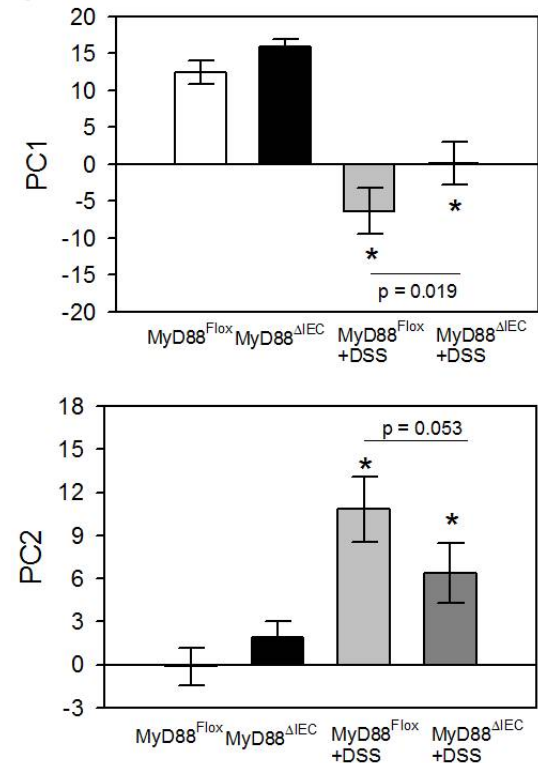 20
15
10
5
0
-5
-10
-15
-20
PC1
*
*
p = 0.019
MyD88^Flox MyD88^ΔIEC MyD88^Flox MyD88^ΔIEC
+DSS +DSS
18
15
12
9
6
3
0
-3
PC2
p = 0.053
*
*
MyD88^Flox MyD88^ΔIEC MyD88^Flox MyD88^ΔIEC
+DSS +DSS